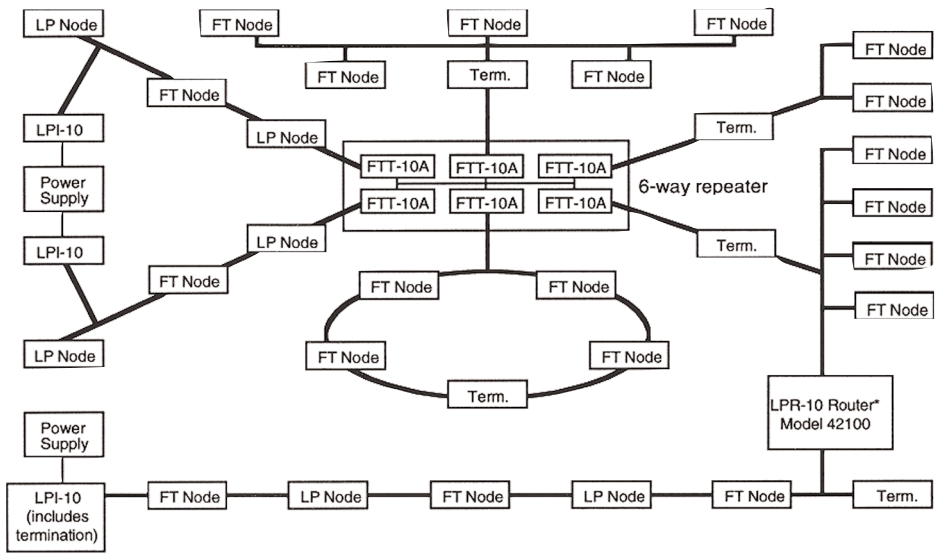 LP Node
FT Node
FT Node
FT Node
FT Node
FT Node
FT Node
Term.
FT Node
FT Node
LPI-10
LP Node
Term.
FT Node
FTT-10A
FTT-10A
FTT-10A
Power
Supply
6-way repeater
FTT-10A
FTT-10A
FTT-10A
FT Node
LPI-10
LP Node
Term.
FT Node
FT Node
FT Node
FT Node
FT Node
LP Node
FT Node
FT Node
Term.
LPR-10 Router*
Model 42100
Power
Supply
LPI-10
(includes
termination)
FT Node
LP Node
FT Node
LP Node
FT Node
Term.